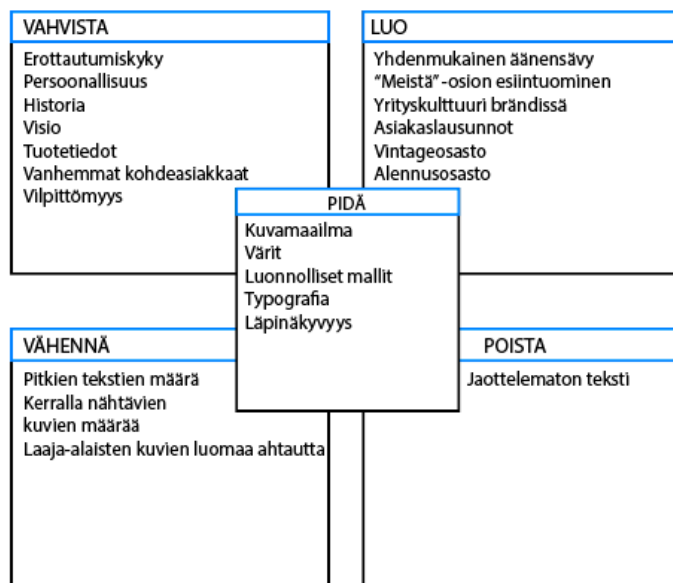 VAHVISTA
Erottautumiskyky
Persoonallisuus
Historia
Visio
Tuotetiedot
Vanhemmat kohdeasiakkaat
Vilpittömyys
LUO
Yhdenmukainen äänensävy
“Meistä”-osion esiintuominen
Yrityskulttuuri brändissä
Asiakaslausunnot
Vintageosasto
Alennusosasto
PIDÄ
Kuvamaailma
Värit
Luonnolliset mallit
Typografia
Läpinäkyvyys
VÄHENNÄ
Pitkien tekstien määrä
Kerralla nähtävien
kuvien määrää
Laaja-alaisten kuvien luomaa ahtautta
POISTA
Jaottelematon teksti